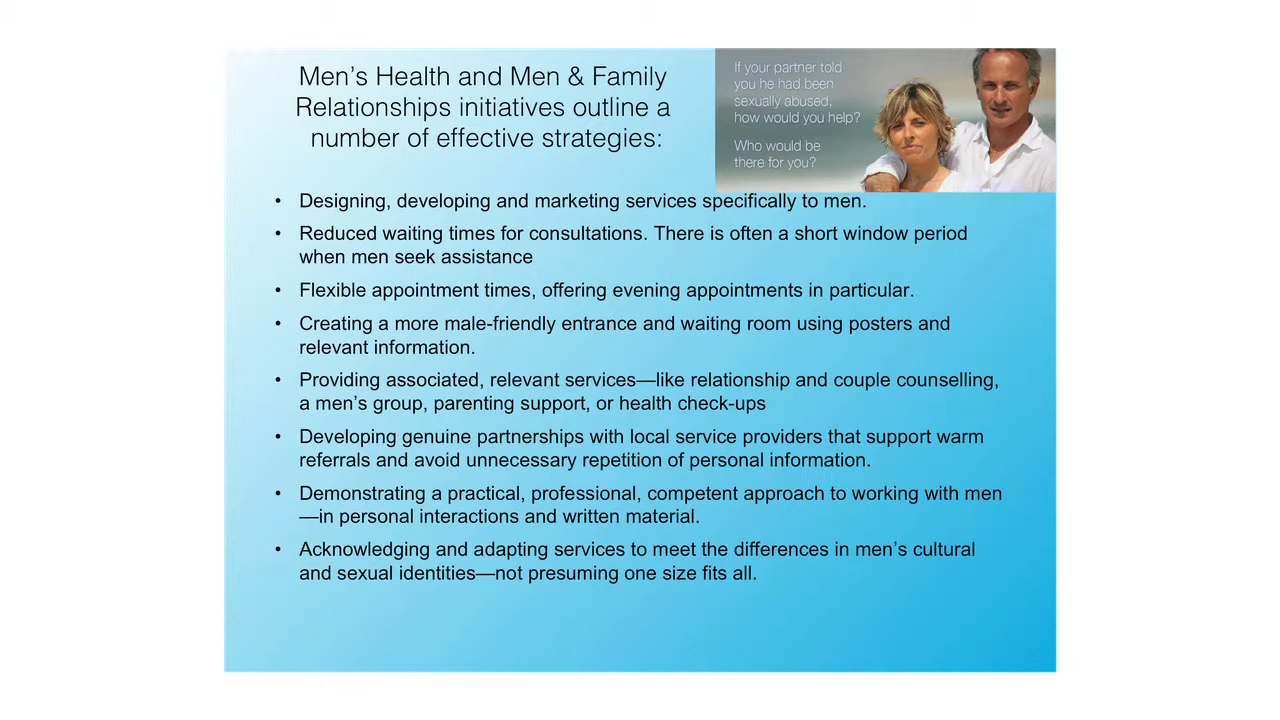 Men’s Health and Men & Family
Relationships initiatives outline a
number of effective strategies:
If your partner told
you he had been
sexually abused,
how would you help?
Who would be
there for you?
• Designing, developing and marketing services specifically to men.
• Reduced waiting times for consultations. There is often a short window period
when men seek assistance
• Flexible appointment times, offering evening appointments in particular.
• Creating a more male-friendly entrance and waiting room using posters and
relevant information.
• Providing associated, relevant services—like relationship and couple counselling,
a men’s group, parenting support, or health check-ups
• Developing genuine partnerships with local service providers that support warm
referrals and avoid unnecessary repetition of personal information.
• Demonstrating a practical, professional, competent approach to working with men
—in personal interactions and written material.
• Acknowledging and adapting services to meet the differences in men’s cultural
and sexual identities—not presuming one size fits all.